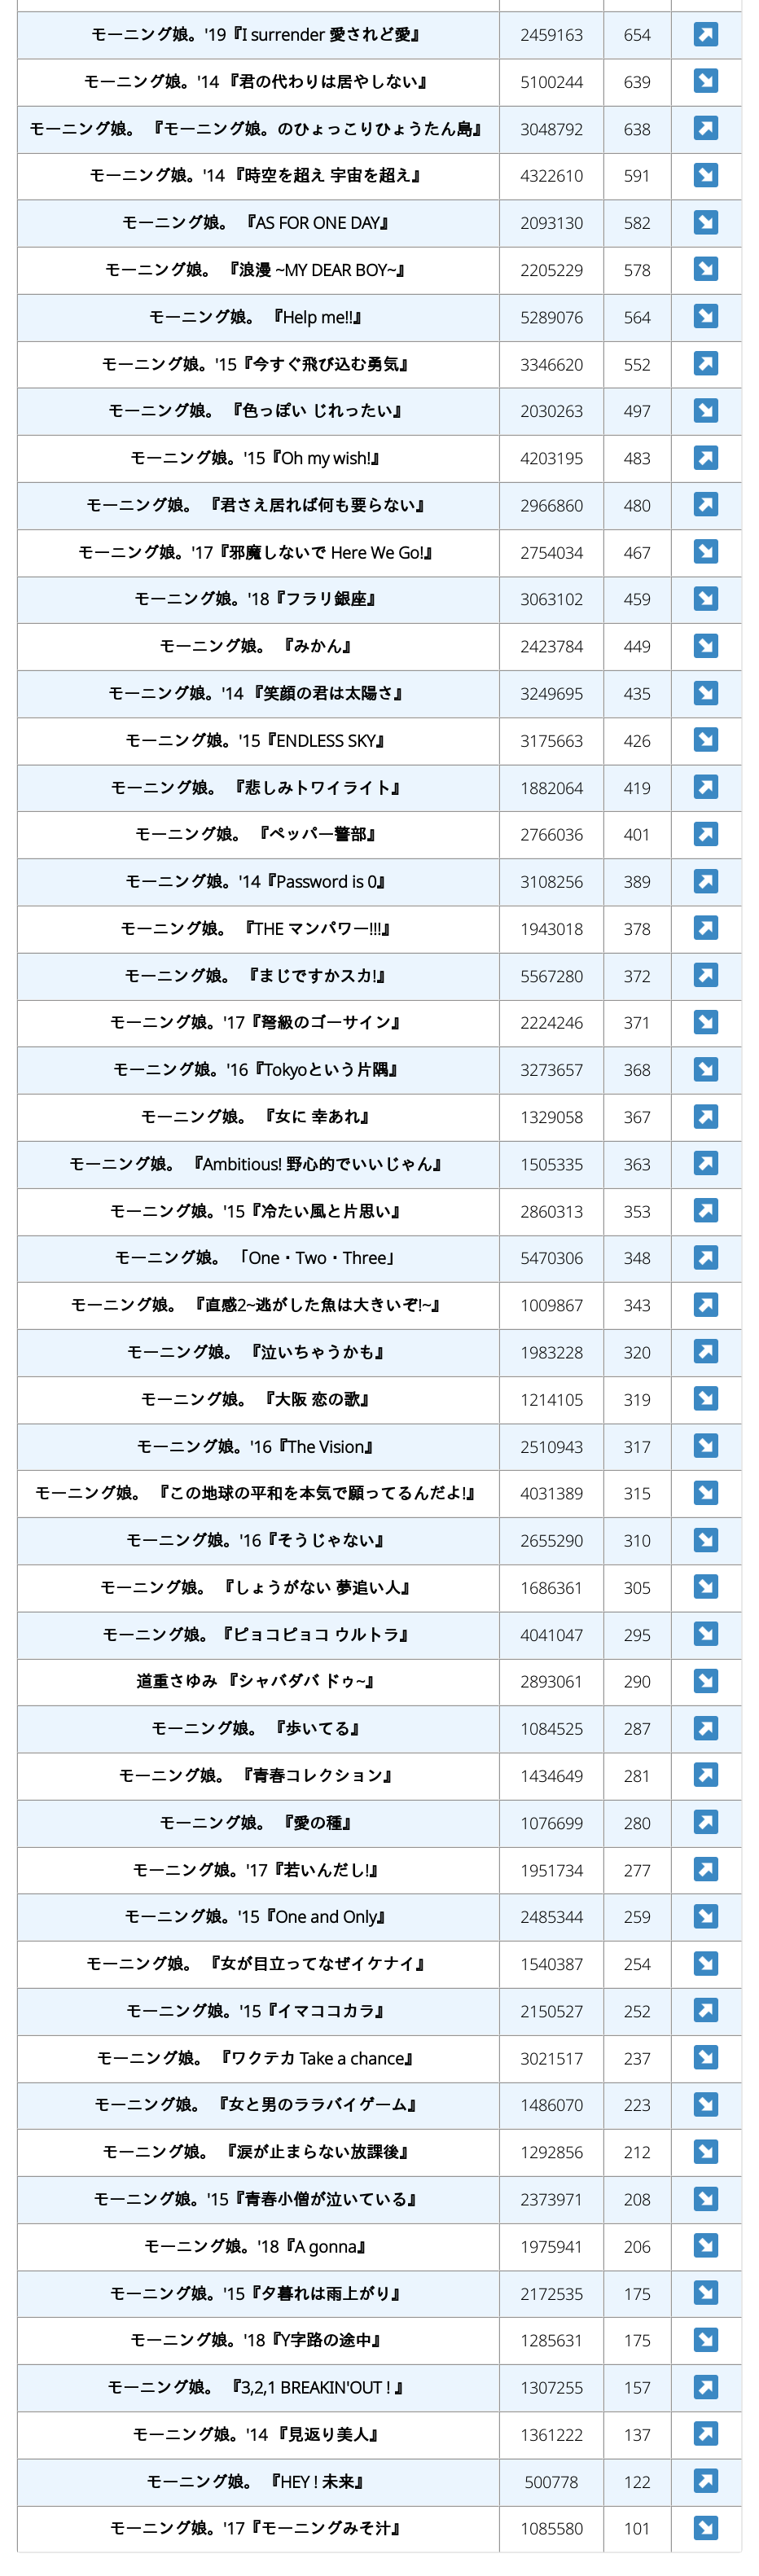 モーニング娘。'19『I surrender 愛されど愛』 2459163 654 ↗
モーニング娘。'14 『君の代わりは居やしない』 5100244 639 ↘
モーニング娘。 『モーニング娘。のひょっこりひょうたん島』 3048792 638 ↗
モーニング娘。'14 『時空を超え 宇宙を超え』 4322610 591 ↘
モーニング娘。 『AS FOR ONE DAY』 2093130 582 ↘
モーニング娘。 『浪漫 ~MY DEAR BOY~』 2205229 578 ↘
モーニング娘。 『Help me!!』 5289076 564 ↘
モーニング娘。'15『今すぐ飛び込む勇気』 3346620 552 ↗
モーニング娘。 『色っぽい じれったい』 2030263 497 ↘
モーニング娘。'15『Oh my wish!』 4203195 483 ↗
モーニング娘。 『君さえ居れば何も要らない』 2966860 480 ↗
モーニング娘。'17『邪魔しないで Here We Go!』 2754034 467 ↘
モーニング娘。'18『フラリ銀座』 3063102 459 ↘
モーニング娘。 『みかん』 2423784 449 ↘
モーニング娘。'14 『笑顔の君は太陽さ』 3249695 435 ↘
モーニング娘。'15『ENDLESS SKY』 3175663 426 ↘
モーニング娘。 『悲しみトワイライト』 1882064 419 ↗
モーニング娘。 『ペッパー警部』 2766036 401 ↗
モーニング娘。'14『Password is 0』 3108256 389 ↗
モーニング娘。 『THE マンパワー!!!』 1943018 378 ↗
モーニング娘。 『まじですかスカ!』 5567280 372 ↗
モーニング娘。'17『弩級のゴーサイン』 2224246 371 ↘
モーニング娘。'16『Tokyoという片隅』 3273657 368 ↘
モーニング娘。 『女に 幸あれ』 1329058 367 ↗
モーニング娘。 『Ambitious! 野心的でいいじゃん』 1505335 363 ↗
モーニング娘。'15『冷たい風と片思い』 2860313 353 ↗
モーニング娘。 「One・Two・Three」 5470306 348 ↗
モーニング娘。 『直感2~逃がした魚は大きいぞ!~』 1009867 343 ↗
モーニング娘。 『泣いちゃうかも』 1983228 320 ↗
モーニング娘。 『大阪 恋の歌』 1214105 319 ↘
モーニング娘。'16『The Vision』 2510943 317 ↘
モーニング娘。 『この地球の平和を本気で願ってるんだよ!』 4031389 315 ↘
モーニング娘。'16『そうじゃない』 2655290 310 ↘
モーニング娘。 『しょうがない 夢追い人』 1686361 305 ↘
モーニング娘。『ピョコピョコ ウルトラ』 4041047 295 ↘
道重さゆみ 『シャバダバ ドゥ~』 2893061 290 ↘
モーニング娘。 『歩いてる』 1084525 287 ↗
モーニング娘。 『青春コレクション』 1434649 281 ↗
モーニング娘。 『愛の種』 1076699 280 ↗
モーニング娘。'17『若いんだし!』 1951734 277 ↗
モーニング娘。'15『One and Only』 2485344 259 ↘
モーニング娘。 『女が目立ってなぜイケナイ』 1540387 254 ↘
モーニング娘。'15『イマココカラ』 2150527 252 ↗
モーニング娘。 『ワクテカ Take a chance』 3021517 237 ↘
モーニング娘。 『女と男のララバイゲーム』 1486070 223 ↘
モーニング娘。 『涙が止まらない放課後』 1292856 212 ↘
モーニング娘。'15『青春小僧が泣いている』 2373971 208 ↘
モーニング娘。'18『A gonna』 1975941 206 ↘
モーニング娘。'15『夕暮れは雨上がり』 2172535 175 ↘
モーニング娘。'18『Y字路の途中』 1285631 175 ↘
モーニング娘。 『3,2,1 BREAKIN'OUT ! 』 1307255 157 ↗
モーニング娘。'14 『見返り美人』 1361222 137 ↗
モーニング娘。 『HEY ! 未来』 500778 122 ↗
モーニング娘。'17『モーニングみそ汁』 1085580 101 ↘